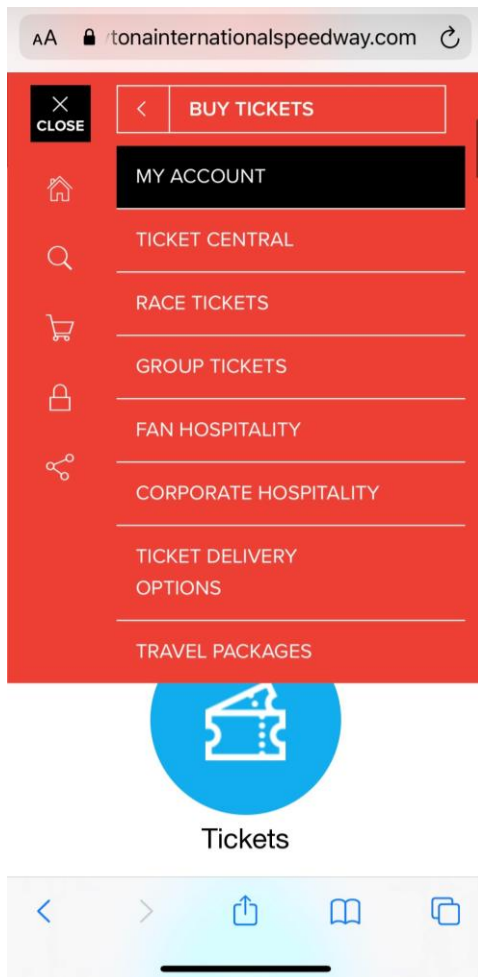 AA tonainternationalspeedway.com
CLOSE
BUY TICKETS
MY ACCOUNT
TICKET CENTRAL
RACE TICKETS
GROUP TICKETS
FAN HOSPITALITY
CORPORATE HOSPITALITY
TICKET DELIVERY
OPTIONS
TRAVEL PACKAGES
Tickets